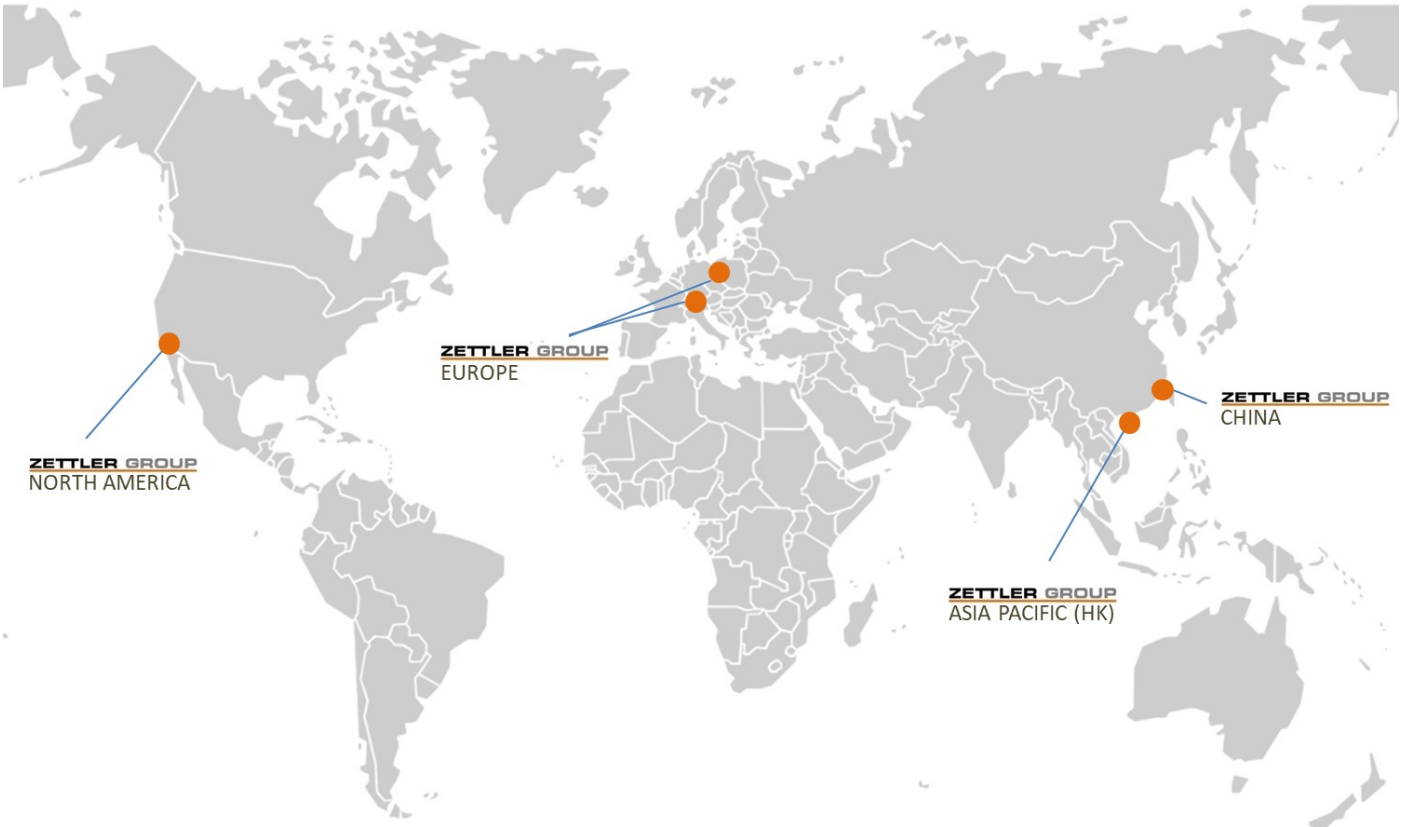 ZETTLER GROUP
EUROPE
ZETTLER GROUP
CHINA
ZETTLER GROUP
NORTH AMERICA
ZETTLER GROUP
ASIA PACIFIC (HK)